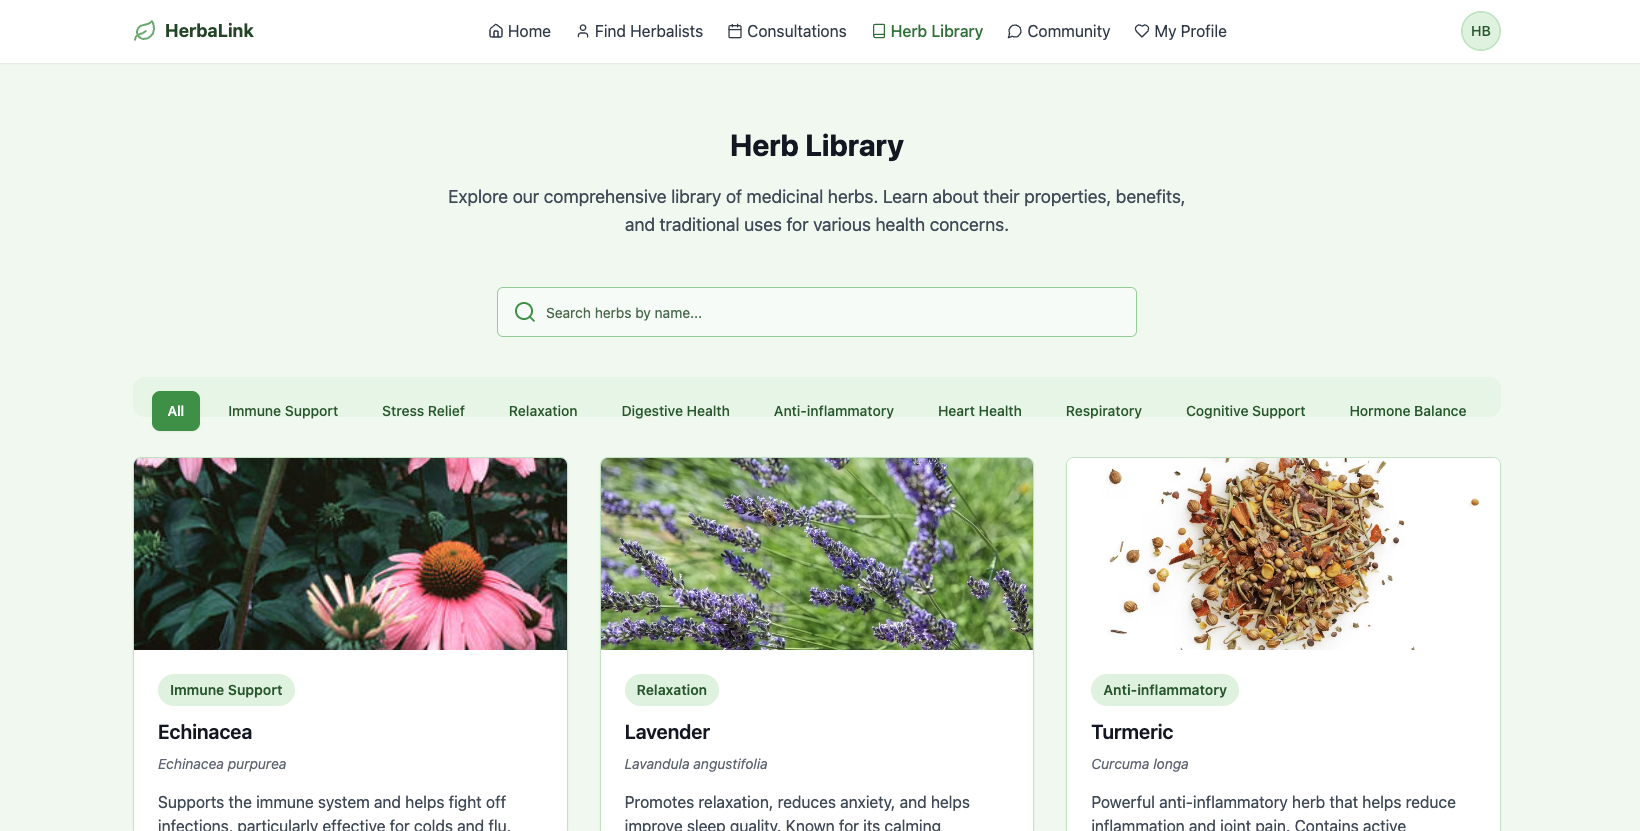 HerbaLink
Home
Find Herbalists
Consultations
Herb Library
Community
My Profile
HB
Herb Library
Explore our comprehensive library of medicinal herbs. Learn about their properties, benefits,
and traditional uses for various health concerns.
Search herbs by name...
All
Immune Support
Stress Relief
Relaxation
Digestive Health
Anti-inflammatory
Heart Health
Respiratory
Cognitive Support
Hormone Balance
Immune Support
Echinacea
Echinacea purpurea
Supports the immune system and helps fight off
infections, particularly effective for colds and flu.
Relaxation
Lavender
Lavandula angustifolia
Promotes relaxation, reduces anxiety, and helps
improve sleep quality. Known for its calming
Anti-inflammatory
Turmeric
Curcuma longa
Powerful anti-inflammatory herb that helps reduce
inflammation and joint pain. Contains active